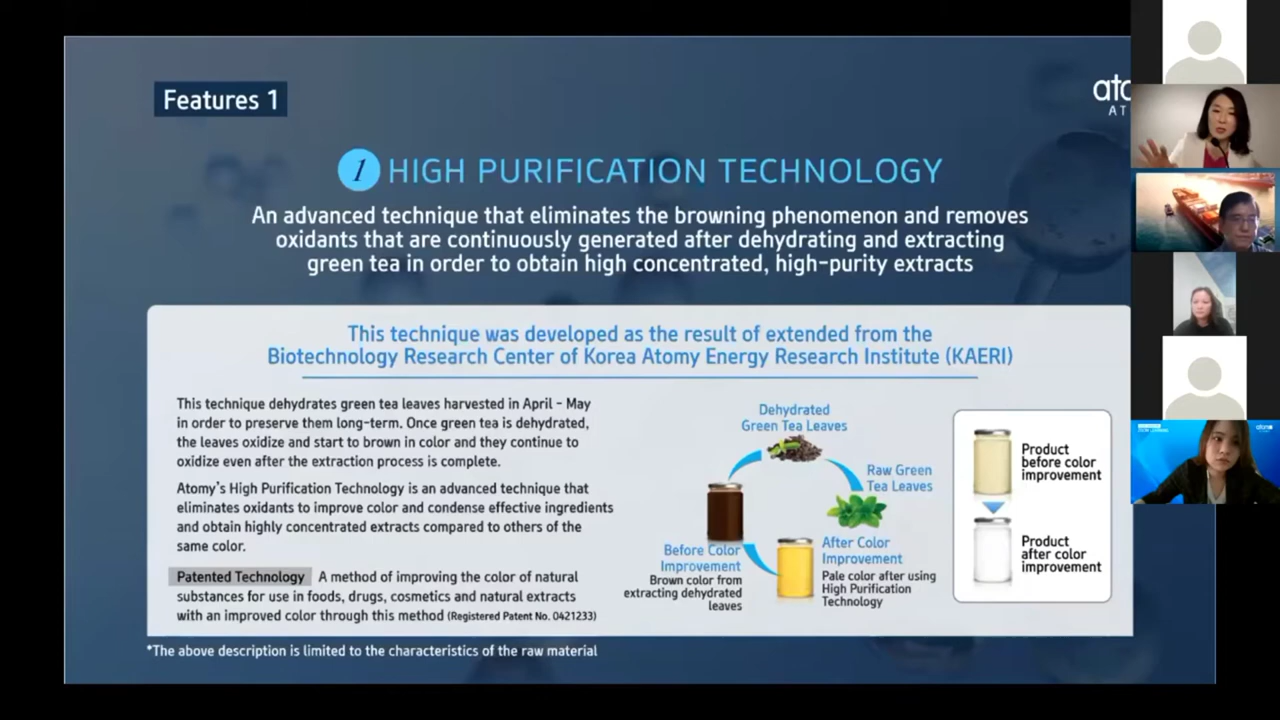 Features 1
ato
AT
1 HIGH PURIFICATION TECHNOLOGY
An advanced technique that eliminates the browning phenomenon and removes
oxidants that are continuously generated after dehydrating and extracting
green tea in order to obtain high concentrated, high-purity extracts
This technique was developed as the result of extended from the
Biotechnology Research Center of Korea Atomy Energy Research Institute (KAERI)
This technique dehydrates green tea leaves harvested in April - May
in order to preserve them long-term. Once green tea is dehydrated,
the leaves oxidize and start to brown in color and they continue to
oxidize even after the extraction process is complete.
Atomy's High Purification Technology is an advanced technique that
eliminates oxidants to improve color and condense effective ingredients
and obtain highly concentrated extracts compared to others of the
same color.
Patented Technology A method of improving the color of natural
substances for use in foods, drugs, cosmetics and natural extracts
with an improved color through this method (Registered Patent No. 0421233)
Dehydrated
Green Tea Leaves
Raw Green
Tea Leaves
Before Color
Improvement
Brown color from
extracting dehydrated
leaves
After Color
Improvement
Pale color after using
High Purification
Technology
Product
before color
improvement
Product
after color
improvement
*The above description is limited to the characteristics of the raw material